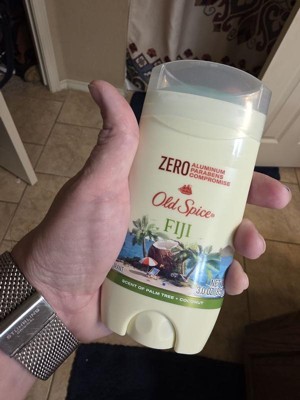 ZERO ALUMINUM
PARABENS
COMPROMISE
Old Spice
FIJI
SCENT OF PALM TREE • COCONUT